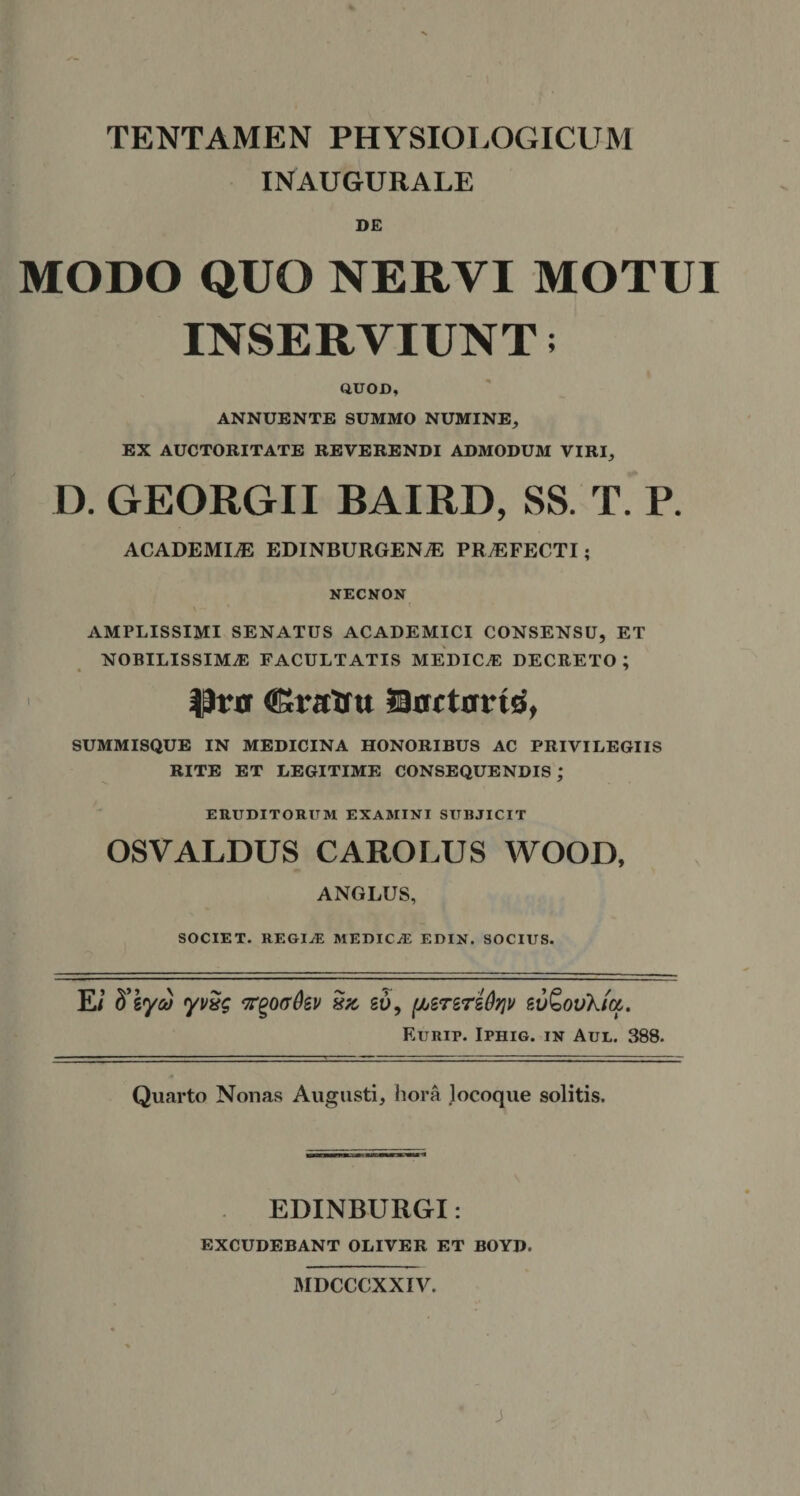 TENTAMEN PHYSIOLOGICUM
INAUGURALE
DE
MODO QUO NERVI MOTUI
INSERVIUNT;
QUOD,
ANNUENTE SUMMO NUMINE,
EX AUCTORITATE REVERENDI ADMODUM VIRI,
D. GEORGII BAIRD, SS. T. P.
ACADEMIÆ EDINBURGENÆ PRÆFECTI;
NECNON
AMPLISSIMI SENATUS ACADEMICI CONSENSU, ET
NOBILISSIMÆ FACULTATIS MEDICÆ DECRETO;
Pro Gradu Doctoris,
SUMMISQUE IN MEDICINA HONORIBUS AC PRIVILEGIIS
RITE ET LEGITIME CONSEQUENDIS;
ERUDITORUM EXAMINI SUBJICIT
OSVALDUS CAROLUS WOOD,
ANGLUS,
SOCIET. REGIÆ MEDICÆ EDIN. SOCIUS.
Εἰ δ’ἐγὼ γνȣς πϱοσθεν ȣκ εὐ, μετετέθην εὐϐουλίᾳ.
EURIP. IPHIG. IN AUL. 388.
Quarto Nonas Augusti, horâ locoque solitis.
EDINBURGI:
EXCUDEBANT OLIVER ET BOYD.
MDCCCXXIV.